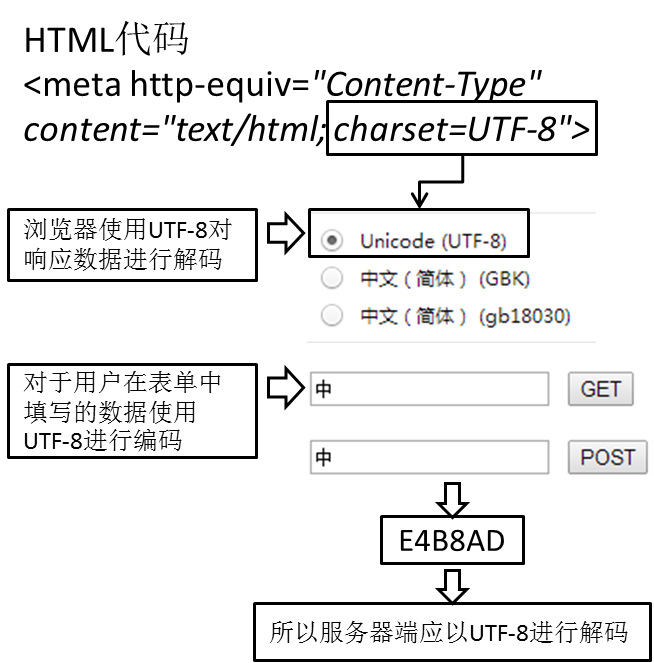 HTML代码
<meta http-equiv="Content-Type"
content="text/html; charset=UTF-8">
浏览器使用UTF-8对
响应数据进行解码
Unicode (UTF-8)
中文（简体） (GBK)
中文（简体） (gb18030)
对于用户在表单中
填写的数据使用
UTF-8进行编码
中 GET
中 POST
E4B8AD
所以服务器端应以UTF-8进行解码